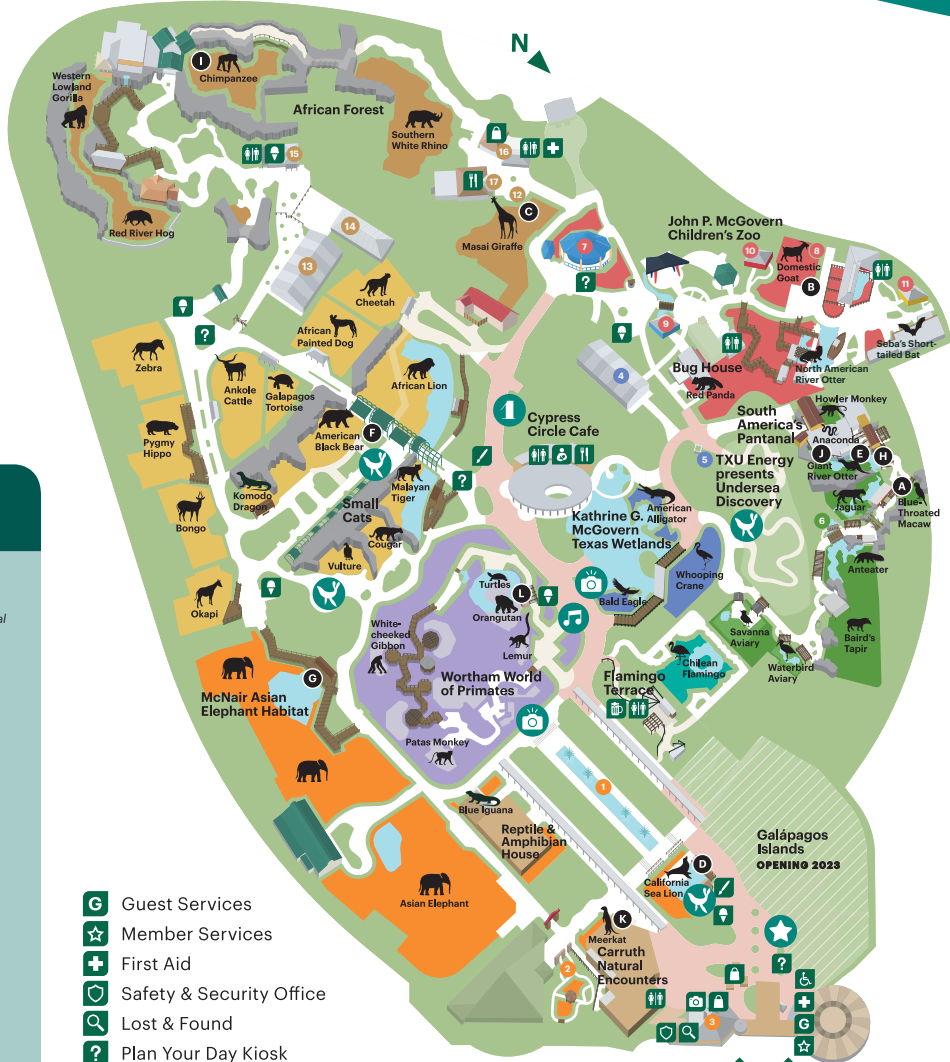 N
I
Chimpanzee
Western
Lowland
Gorilla
African Forest
Southern
White Rhino
16
15
17
12
C
Masai Giraffe
Red River Hog
14
13
7
?
John P. McGovern
Children's Zoo
10
8
Domestic
Goat
B
11
9
Seba's Short-
tailed Bat
North American
River Otter
Bug House
Red Panda
4
Cheetah
African
Painted Dog
African Lion
?
Zebra
Ankole
Cattle
Galapagos
Tortoise
American
Black Bear
F
Pygmy
Hippo
Komodo
Dragon
Malayan
Tiger
?
Small
Cats
Cougar
Vulture
Bongo
Okapi
Cypress
Circle Cafe
Howler Monkey
South
America's
Pantanal
Anaconda
J
E
H
Giant
River Otter
A
Blue-
Throated
Macaw
Jaguar
6
5
TXU Energy
presents
Undersea
Discovery
Anteater
Baird's
Tapir
American
Alligator
Kathrine G.
McGovern
Texas Wetlands
Whooping
Crane
Bald Eagle
Savanna
Aviary
Waterbird
Aviary
Chilean
Flamingo
Flamingo
Terrace
Turtles
L
Orangutan
White-
cheeked
Gibbon
Lemur
Wortham World
of Primates
Patas Monkey
G
McNair Asian
Elephant Habitat
Asian Elephant
Blue Iguana
Reptile &
Amphibian
House
1
Galápagos
Islands
OPENING 2023
California
Sea Lion
D
K
Meerkat
Carruth
Natural
Encounters
2
3
?
G
al
G Guest Services
Member Services
First Aid
Safety & Security Office
Lost & Found
? Plan Your Day Kiosk